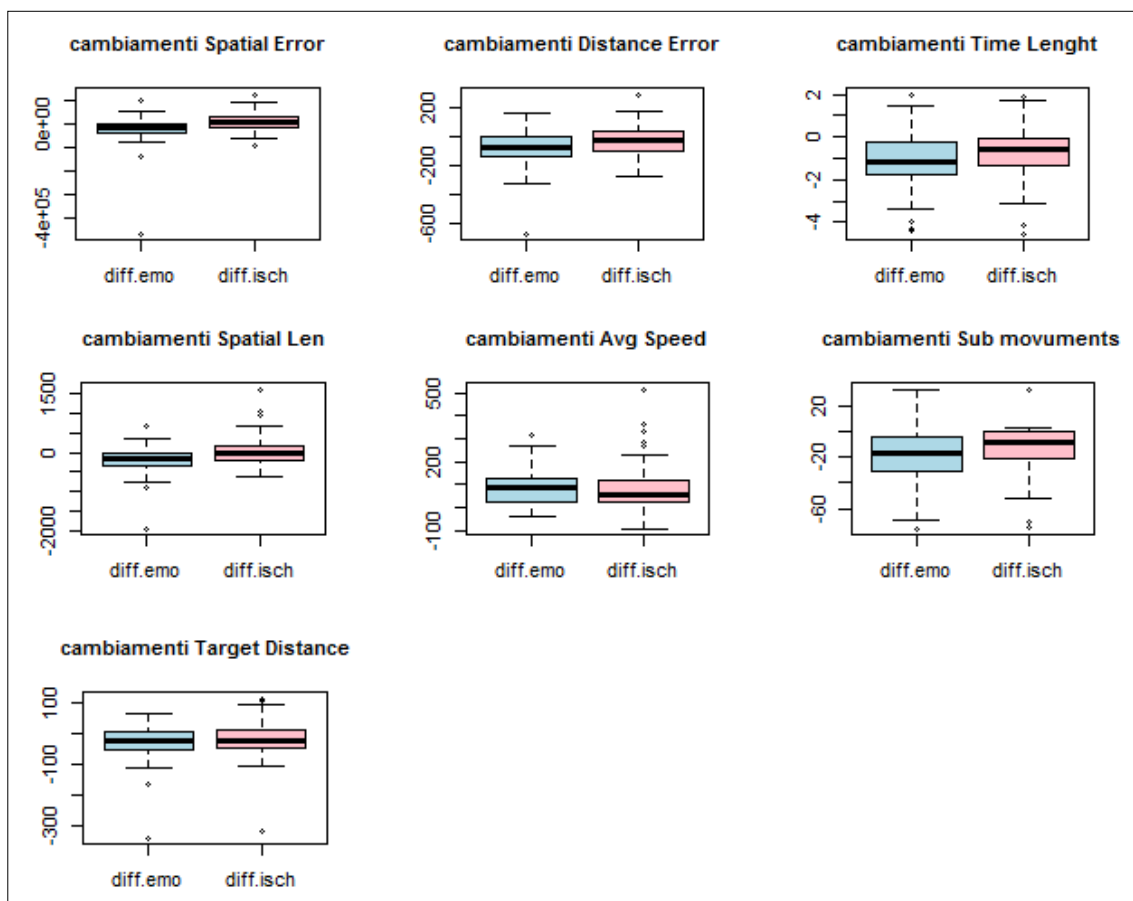 cambiamenti Spatial Error
0e+00
-4e+05
diff.emo diff.isch
cambiamenti Distance Error
200
-200
-600
diff.emo diff.isch
cambiamenti Time Lenght
2
0
-2
-4
diff.emo diff.isch
cambiamenti Spatial Len
1500
0
-2000
diff.emo diff.isch
cambiamenti Avg Speed
500
200
-100
diff.emo diff.isch
cambiamenti Sub movuments
20
-20
-60
diff.emo diff.isch
cambiamenti Target Distance
100
-100
-300
diff.emo diff.isch